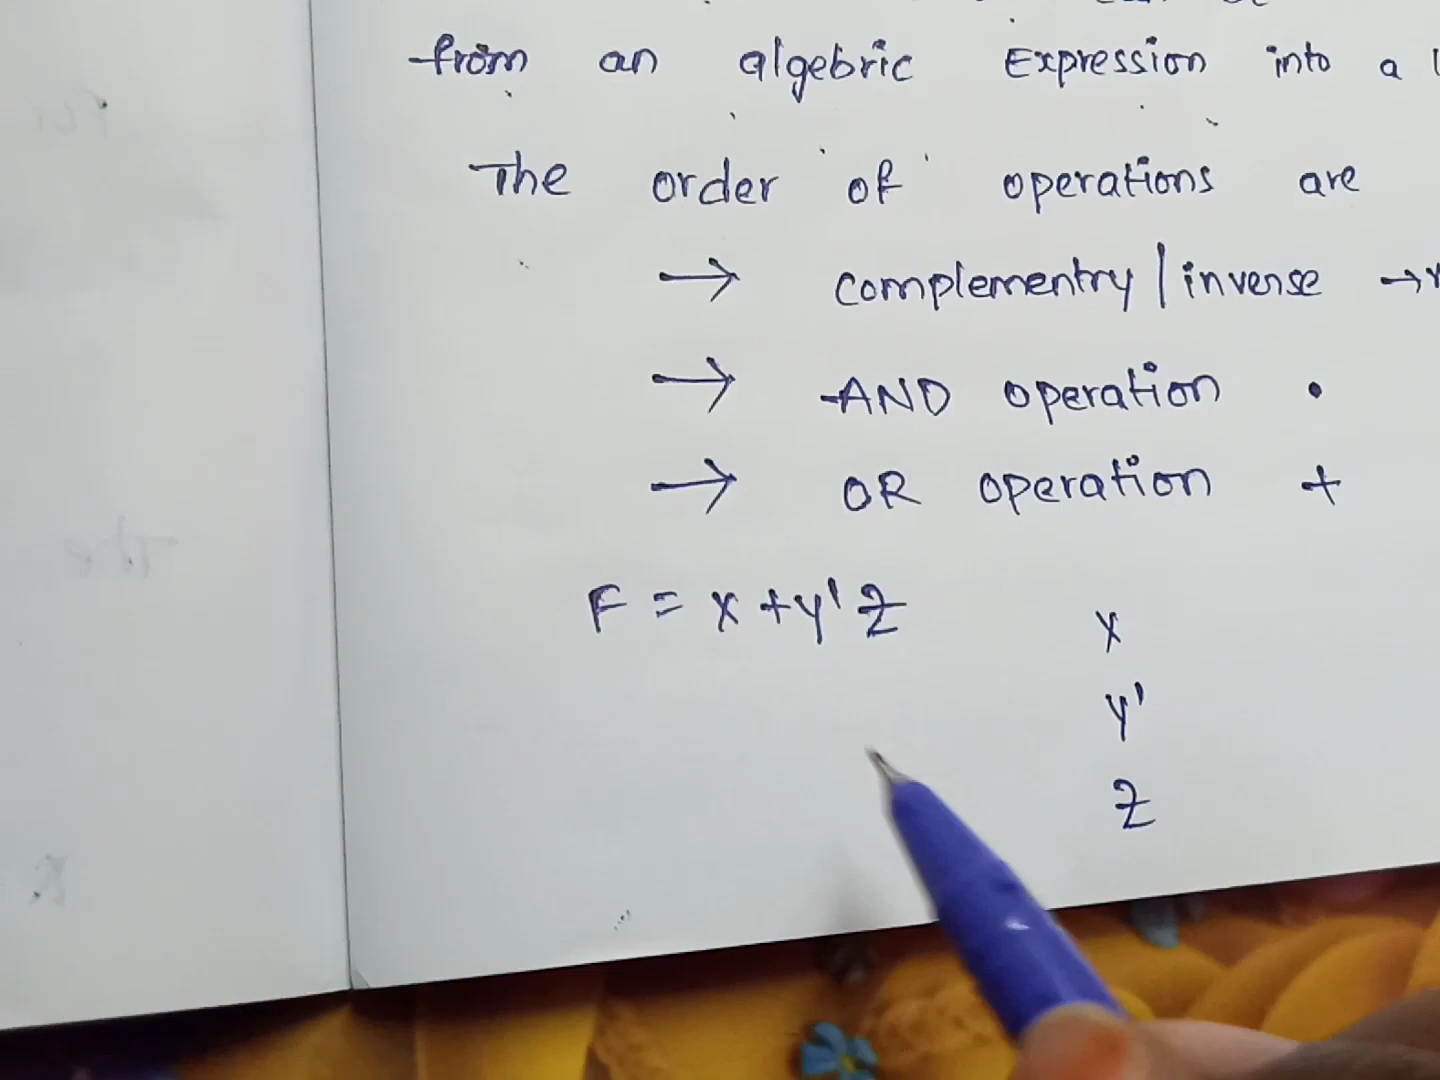 from an algebric Expression into a
The order of operations are
→ complementry/inverse →
→ AND operation •
→ OR operation +
F = x + y' z
x
y'
z